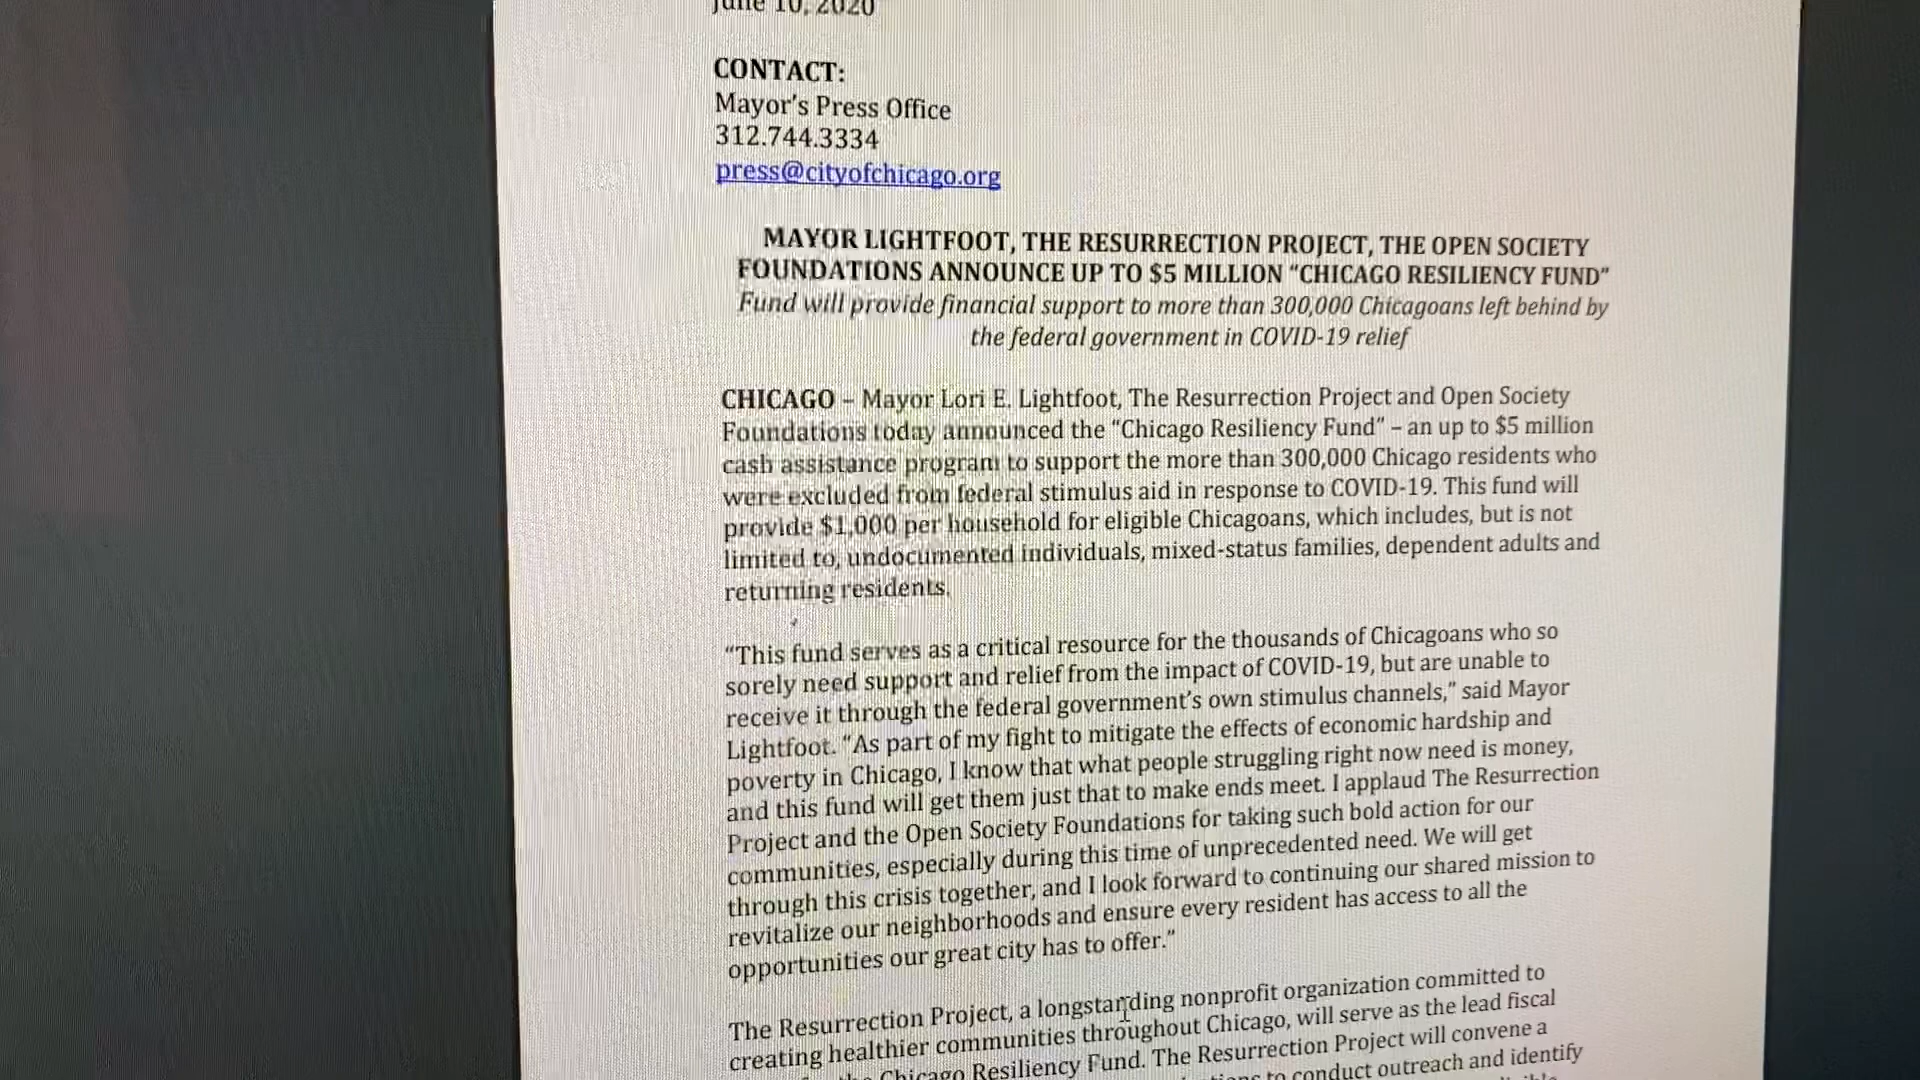 June 10, 2020
CONTACT:
Mayor's Press Office
312.744.3334
press@cityofchicago.org
MAYOR LIGHTFOOT, THE RESURRECTION PROJECT, THE OPEN SOCIETY
FOUNDATIONS ANNOUNCE UP TO $5 MILLION "CHICAGO RESILIENCY FUND"
Fund will provide financial support to more than 300,000 Chicagoans left behind by
the federal government in COVID-19 relief
CHICAGO – Mayor Lori E. Lightfoot, The Resurrection Project and Open Society
Foundations today announced the "Chicago Resiliency Fund" – an up to $5 million
cash assistance program to support the more than 300,000 Chicago residents who
were excluded from federal stimulus aid in response to COVID-19. This fund will
provide $1,000 per household for eligible Chicagoans, which includes, but is not
limited to, undocumented individuals, mixed-status families, dependent adults and
returning residents.
"This fund serves as a critical resource for the thousands of Chicagoans who so
sorely need support and relief from the impact of COVID-19, but are unable to
receive it through the federal government's own stimulus channels," said Mayor
Lightfoot. "As part of my fight to mitigate the effects of economic hardship and
poverty in Chicago, I know that what people struggling right now need is money,
and this fund will get them just that to make ends meet. I applaud The Resurrection
Project and the Open Society Foundations for taking such bold action for our
communities, especially during this time of unprecedented need. We will get
through this crisis together, and I look forward to continuing our shared mission to
revitalize our neighborhoods and ensure every resident has access to all the
opportunities our great city has to offer."
The Resurrection Project, a longstanding nonprofit organization committed to
creating healthier communities throughout Chicago, will serve as the lead fiscal
Chicago Resiliency Fund. The Resurrection Project will convene a
to conduct outreach and identify